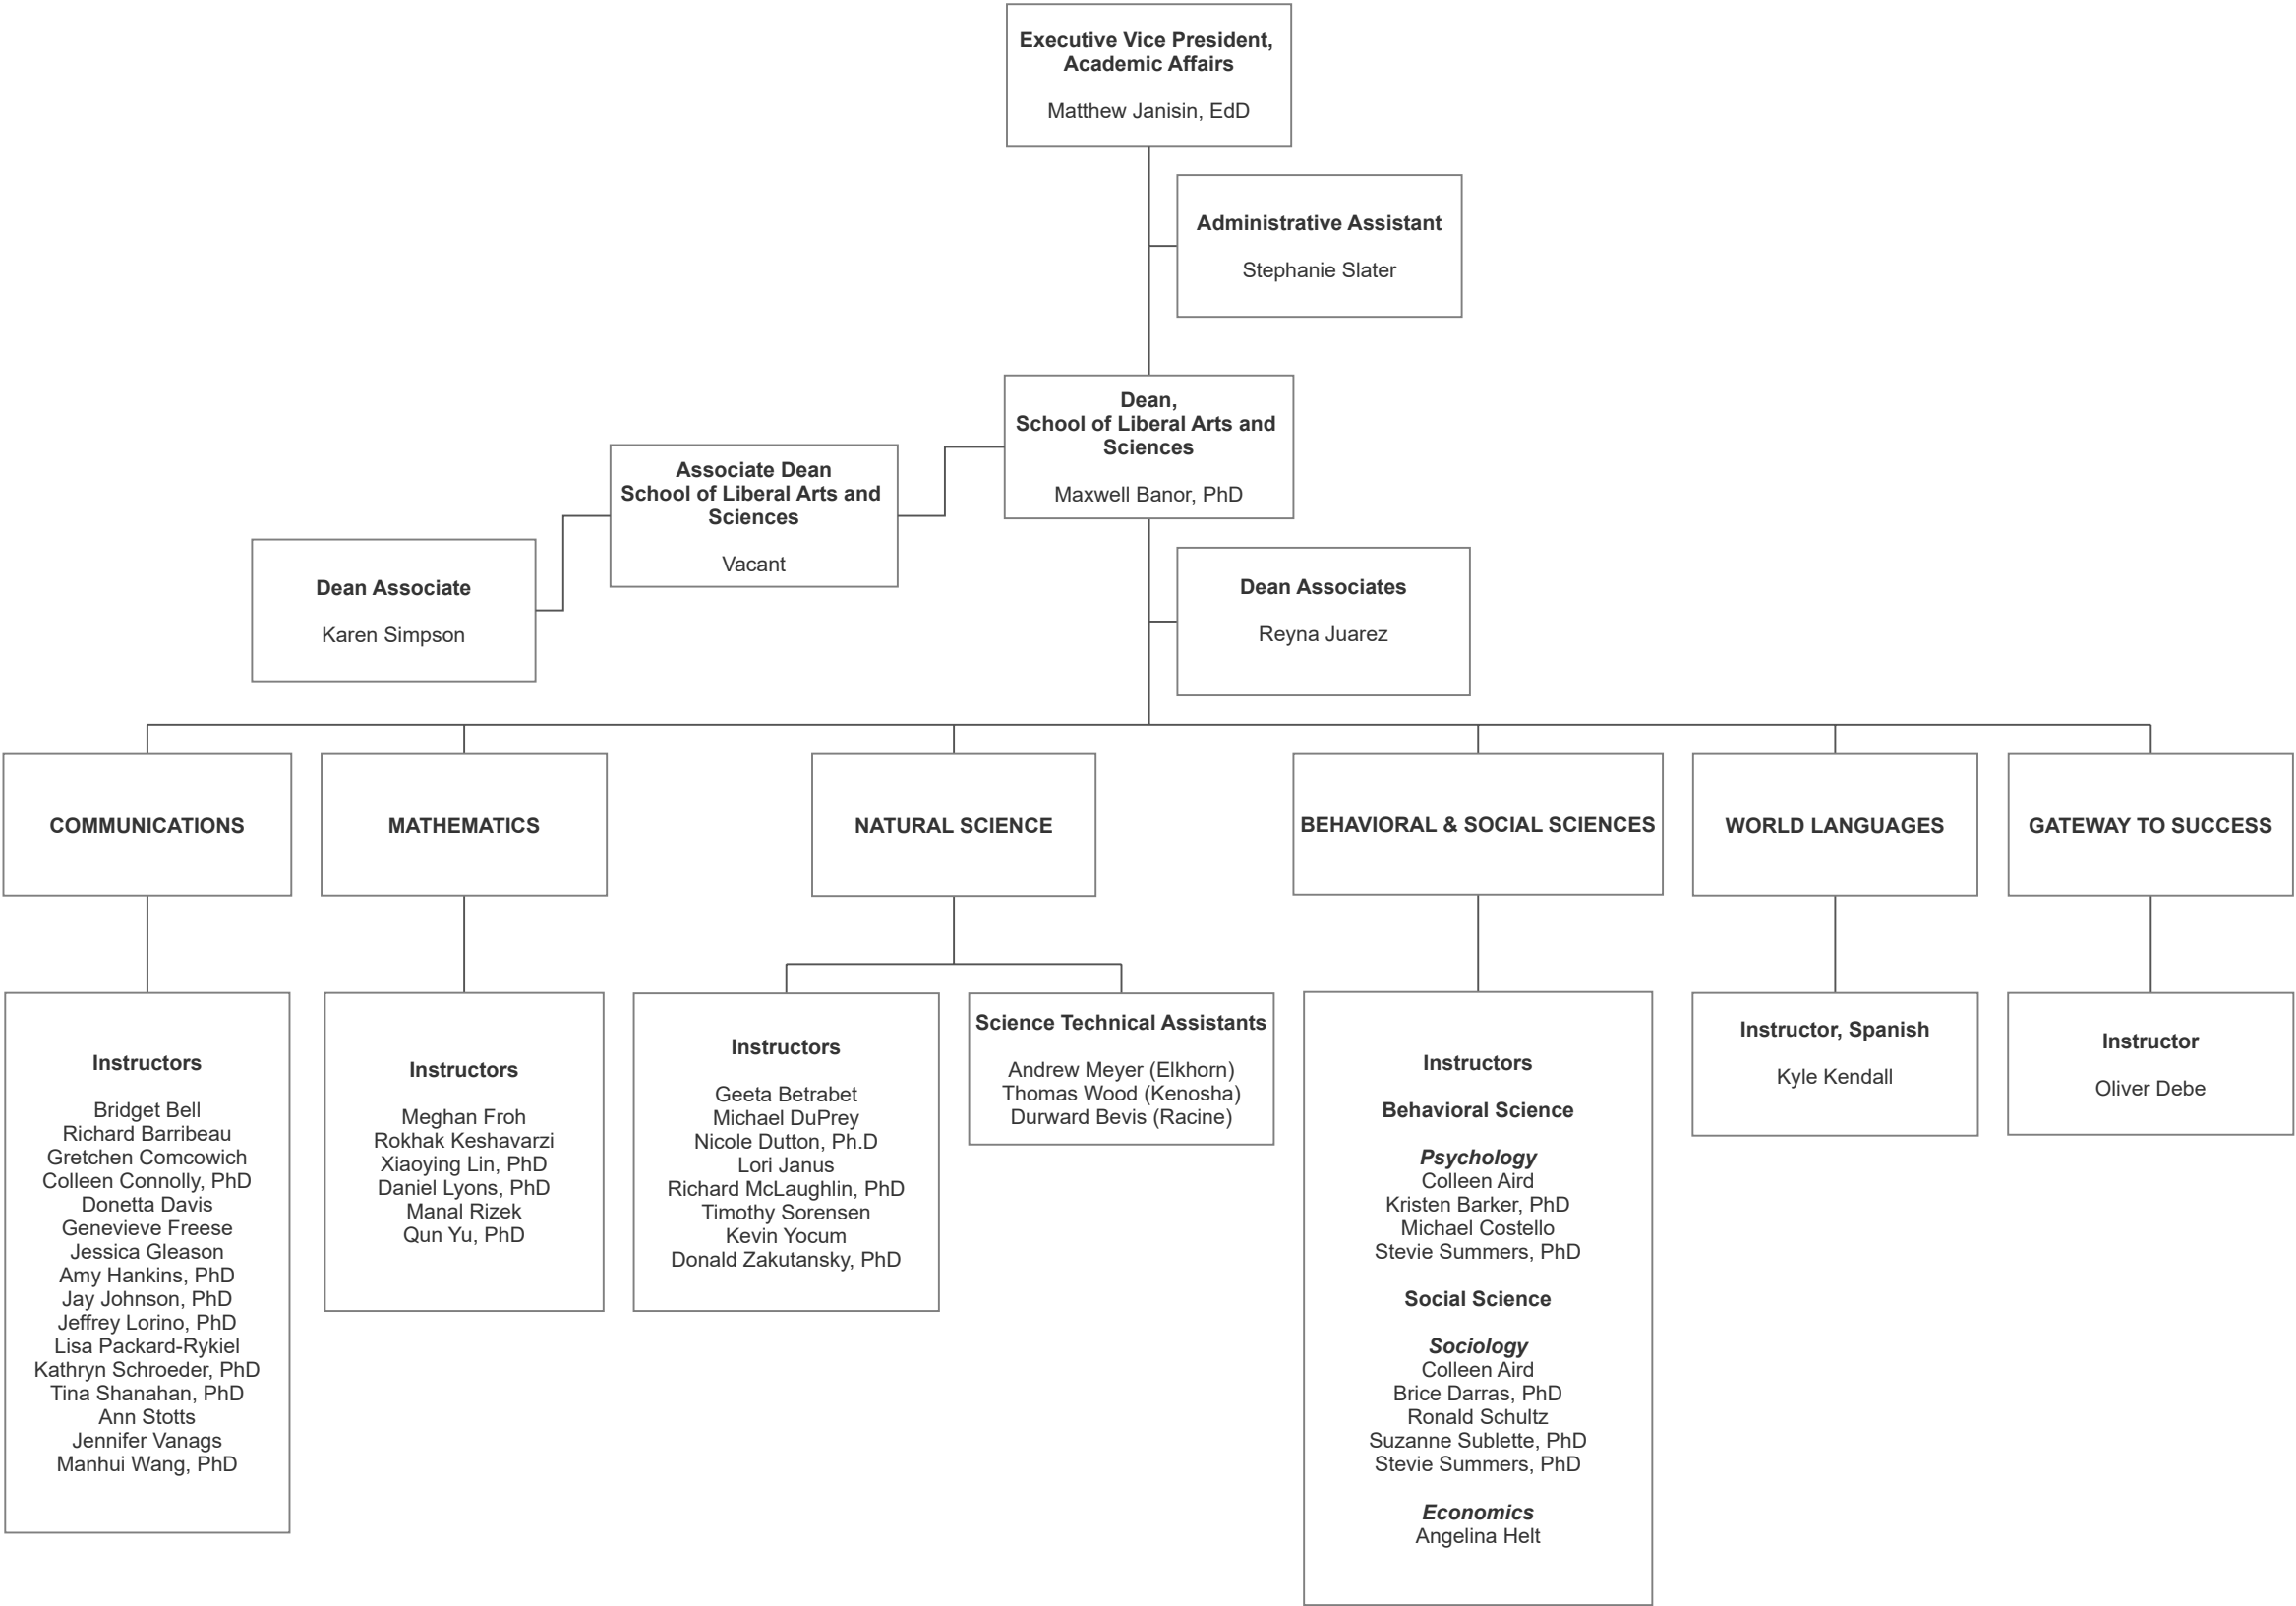 Executive Vice President,
Academic Affairs
Matthew Janisin, EdD
Administrative Assistant
Stephanie Slater
Dean,
School of Liberal Arts and
Sciences
Maxwell Banor, PhD
Associate Dean
School of Liberal Arts and
Sciences
Vacant
Dean Associate
Karen Simpson
Dean Associates
Reyna Juarez
COMMUNICATIONS
MATHEMATICS
NATURAL SCIENCE
BEHAVIORAL & SOCIAL SCIENCES
WORLD LANGUAGES
GATEWAY TO SUCCESS
Instructors
Bridget Bell
Richard Barribeau
Gretchen Comcowich
Colleen Connolly, PhD
Donetta Davis
Genevieve Freese
Jessica Gleason
Amy Hankins, PhD
Jay Johnson, PhD
Jeffrey Lorino, PhD
Lisa Packard-Rykiel
Kathryn Schroeder, PhD
Tina Shanahan, PhD
Ann Stotts
Jennifer Vanags
Manhui Wang, PhD
Instructors
Meghan Froh
Rokhak Keshavarzi
Xiaoying Lin, PhD
Daniel Lyons, PhD
Manal Rizek
Qun Yu, PhD
Instructors
Geeta Betrabet
Michael DuPrey
Nicole Dutton, Ph.D
Lori Janus
Richard McLaughlin, PhD
Timothy Sorensen
Kevin Yocum
Donald Zakutansky, PhD
Science Technical Assistants
Andrew Meyer (Elkhorn)
Thomas Wood (Kenosha)
Durward Bevis (Racine)
Instructors
Behavioral Science
Psychology
Colleen Aird
Kristen Barker, PhD
Michael Costello
Stevie Summers, PhD
Social Science
Sociology
Colleen Aird
Brice Darras, PhD
Ronald Schultz
Suzanne Sublette, PhD
Stevie Summers, PhD
Economics
Angelina Helt
Instructor, Spanish
Kyle Kendall
Instructor
Oliver Debe